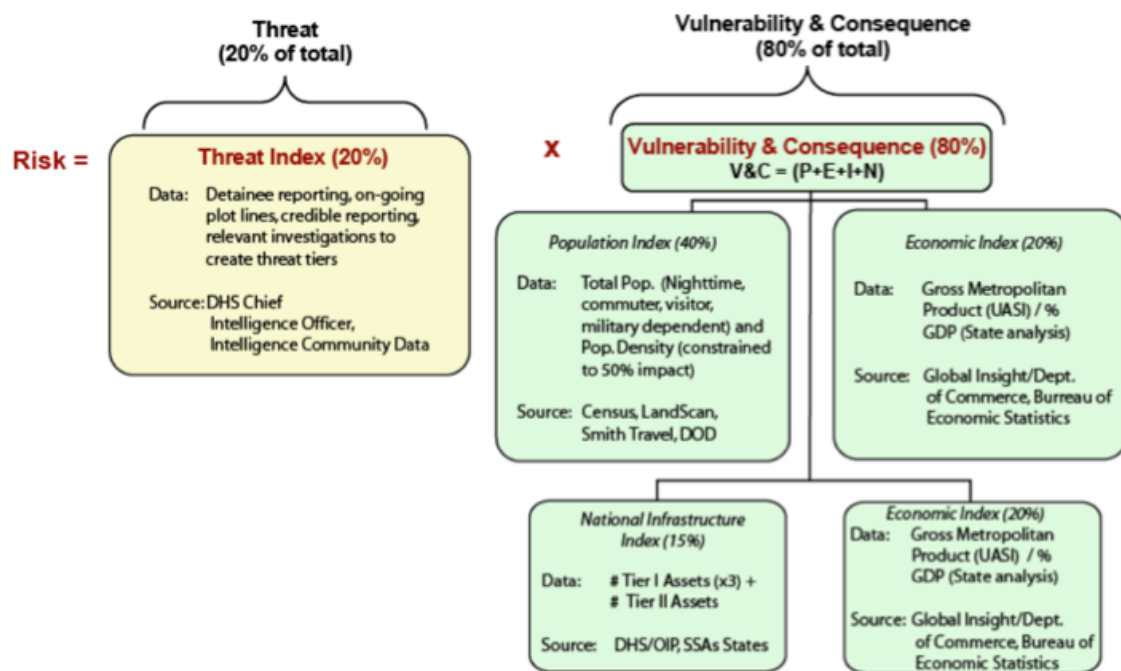 Threat
(20% of total)
Vulnerability & Consequence
(80% of total)
Risk =
Threat Index (20%)
Data: Detainee reporting, on-going
plot lines, credible reporting,
relevant investigations to
create threat tiers
Source: DHS Chief
Intelligence Officer,
Intelligence Community Data
x
Vulnerability & Consequence (80%)
V&C = (P+E+I+N)
Population Index (40%)
Data: Total Pop. (Nighttime,
commuter, visitor,
military dependent) and
Pop. Density (constrained
to 50% impact)
Source: Census, LandScan,
Smith Travel, DOD
Economic Index (20%)
Data: Gross Metropolitan
Product (UASI) / %
GDP (State analysis)
Source: Global Insight/Dept.
of Commerce, Burreau of
Economic Statistics
National Infrastructure
Index (15%)
Data: # Tier I Assets (x3) +
# Tier II Assets
Source: DHS/OIP, SSAs States
Economic Index (20%)
Data: Gross Metropolitan
Product (UASI) / %
GDP (State analysis)
Source: Global Insight/Dept.
of Commerce, Bureau of
Economic Statistics